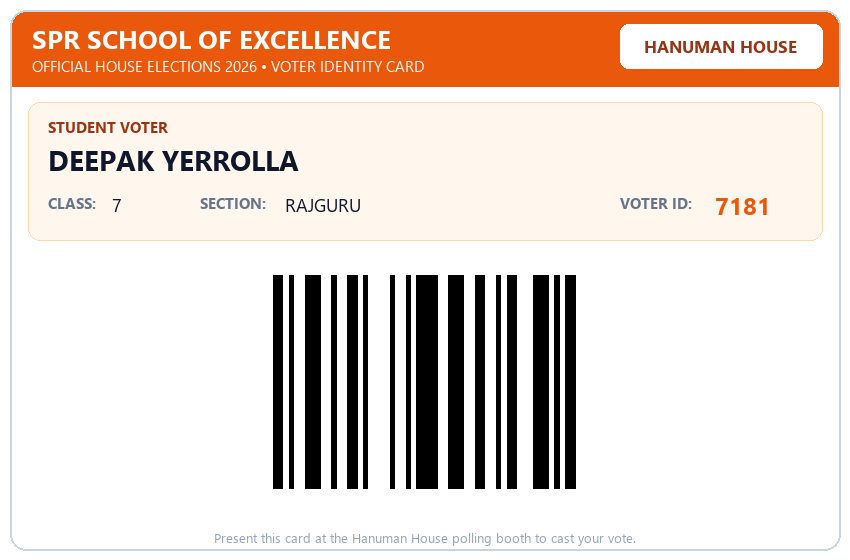 SPR SCHOOL OF EXCELLENCE
OFFICIAL HOUSE ELECTIONS 2026 • VOTER IDENTITY CARD
HANUMAN HOUSE
STUDENT VOTER
DEEPAK YERROLLA
CLASS: 7 SECTION: RAJGURU VOTER ID: 7181
Present this card at the Hanuman House polling booth to cast your vote.